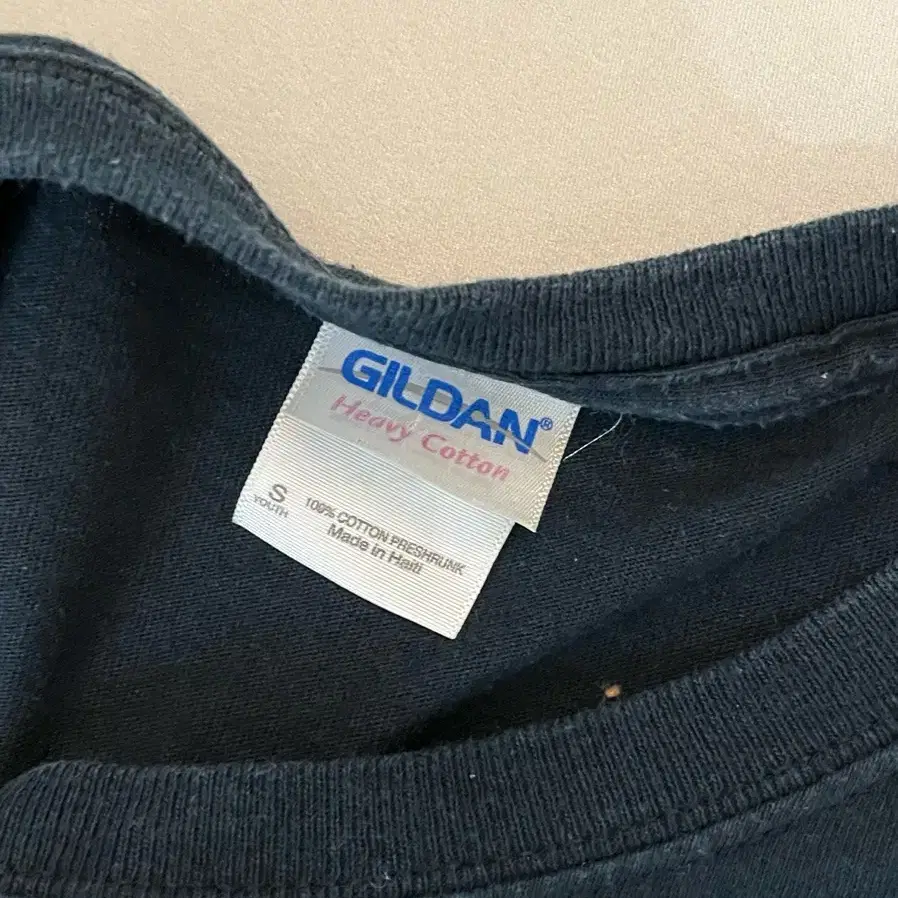 GILDAN®
Heavy Cotton
S
YOUTH
100% COTTON PRESHRUNK
Made in Haiti